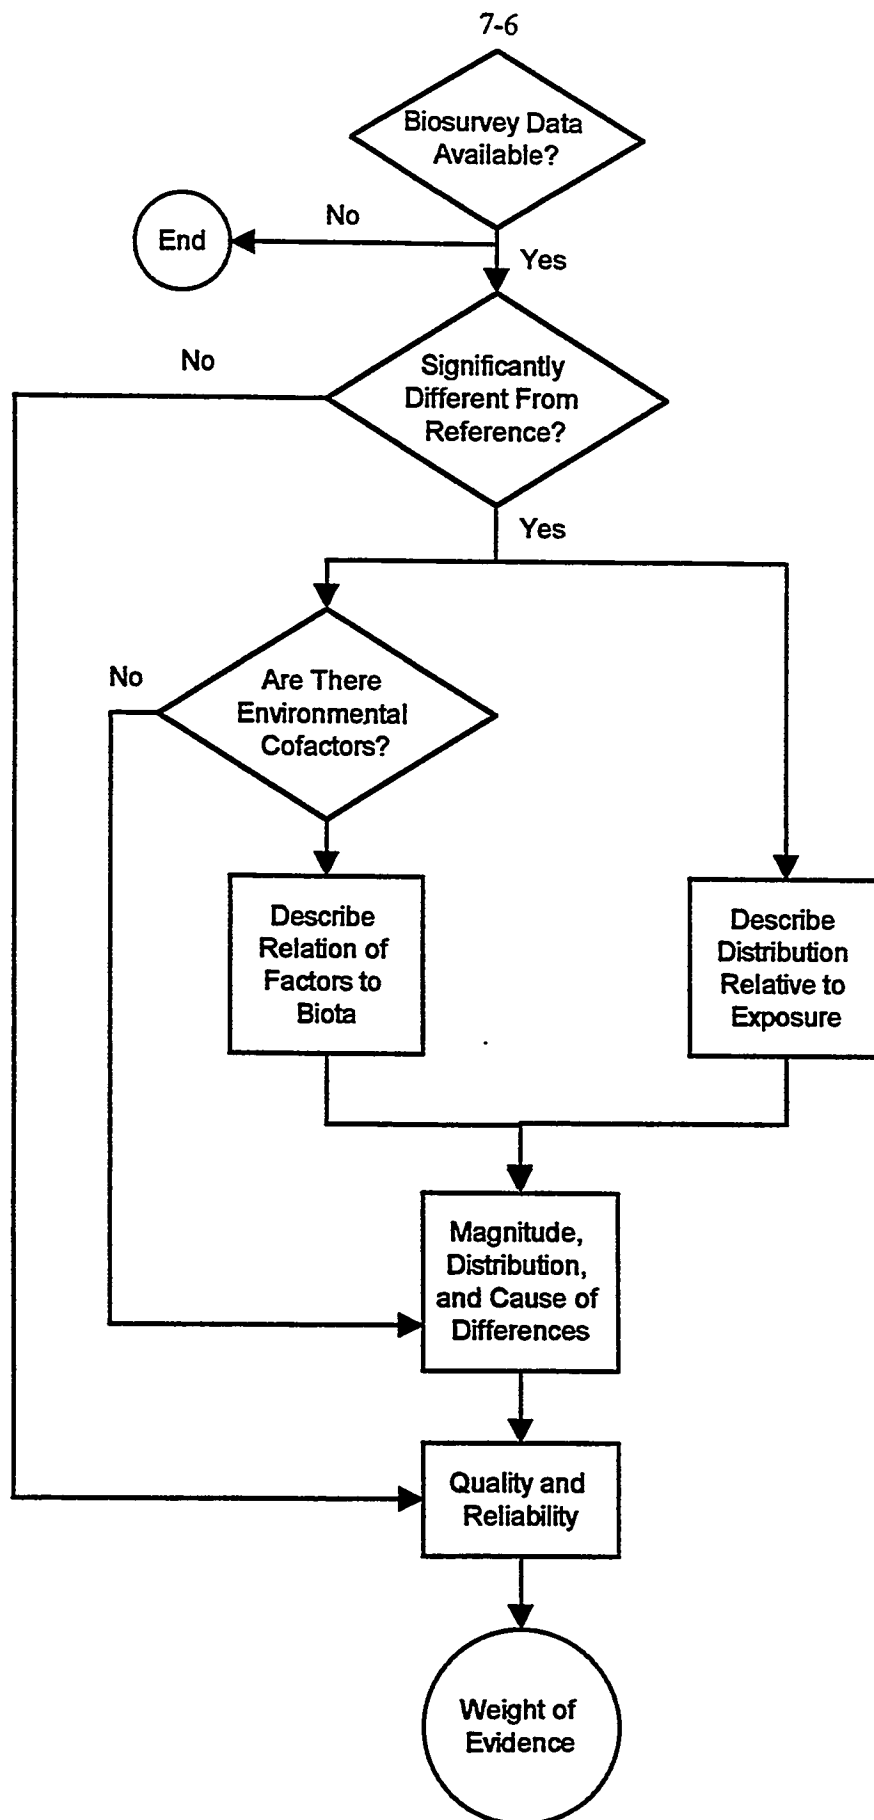 7-6
Biosurvey Data
Available?
No
End
Yes
Significantly
Different From
Reference?
No
Yes
Are There
Environmental
Cofactors?
No
Describe
Relation of
Factors to
Biota
Describe
Distribution
Relative to
Exposure
Magnitude,
Distribution,
and Cause of
Differences
Quality and
Reliability
Weight of
Evidence